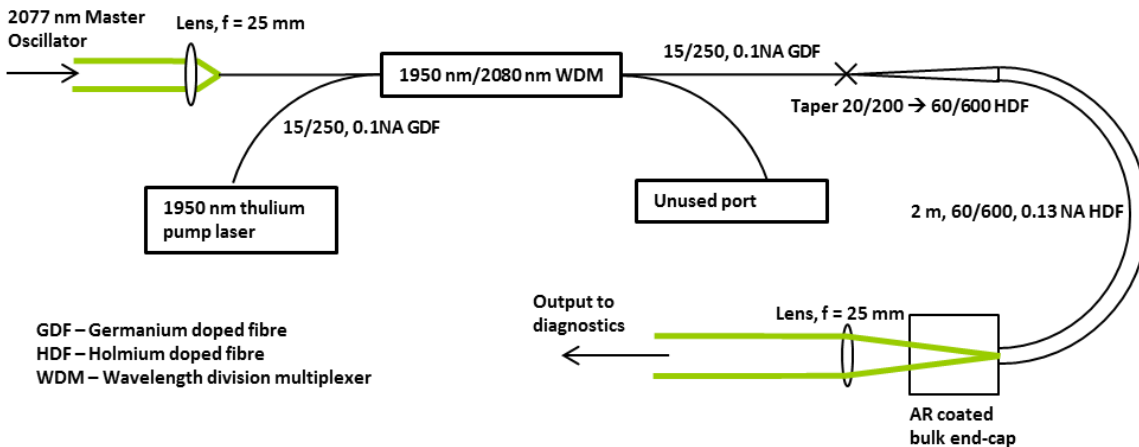 2077 nm Master
Oscillator
Lens, f = 25 mm
1950 nm/2080 nm WDM
15/250, 0.1NA GDF
Taper 20/200 → 60/600 HDF
15/250, 0.1NA GDF
1950 nm thulium
pump laser
Unused port
2 m, 60/600, 0.13 NA HDF
Output to
diagnostics
Lens, f = 25 mm
GDF – Germanium doped fibre
HDF – Holmium doped fibre
WDM – Wavelength division multiplexer
AR coated
bulk end-cap